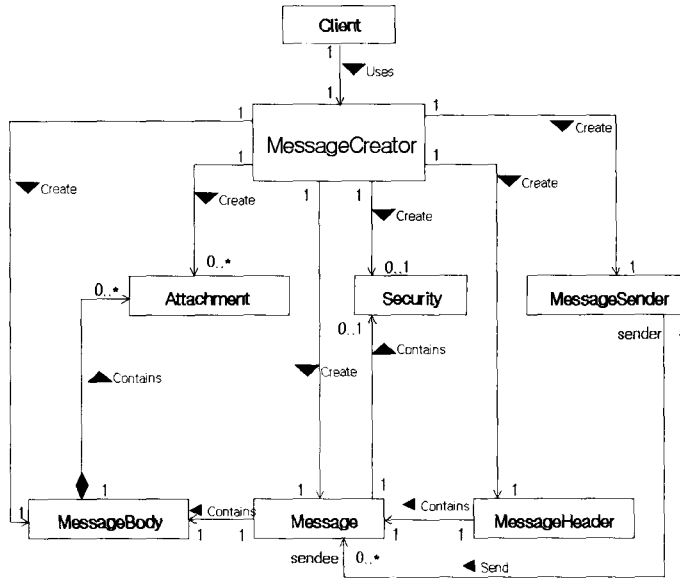 Client
1
Uses
1
1
1
MessageCreator
Create
1
1
Create
Create
1
1
Create
Create
0..*
0..1
1
0..*
Attachment
Security
MessageSender
0..1
sender
Contains
Create
Contains
1
1
1
1
1
Contains
Contains
MessageBody
Message
MessageHeader
1
1
1
1
sendee
0..*
Send